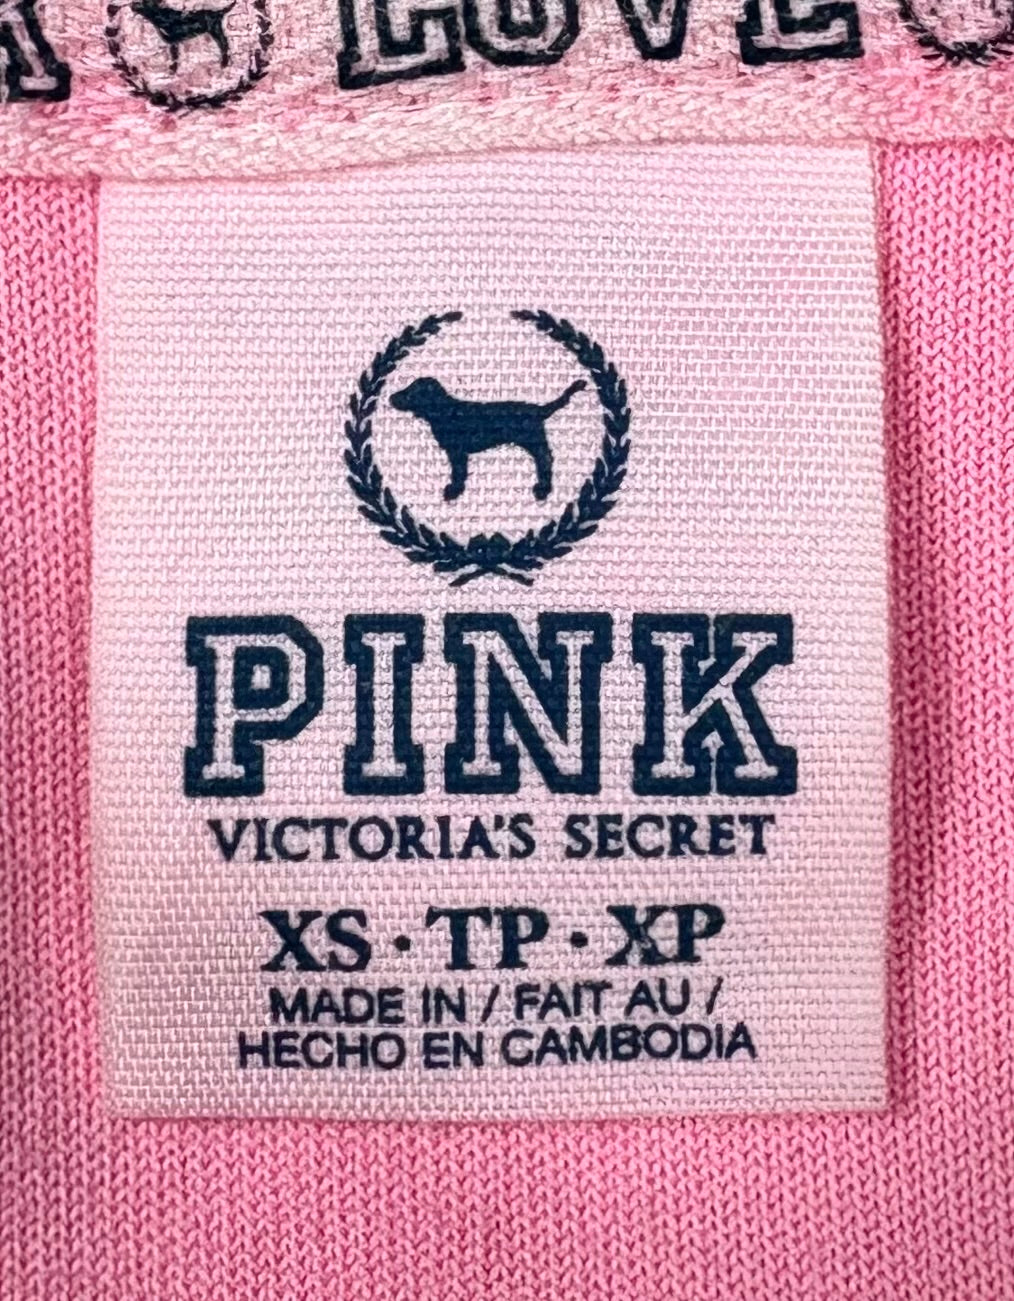 LOVE
PINK
VICTORIA'S SECRET
XS · TP · XP
MADE IN / FAIT AU /
HECHO EN CAMBODIA